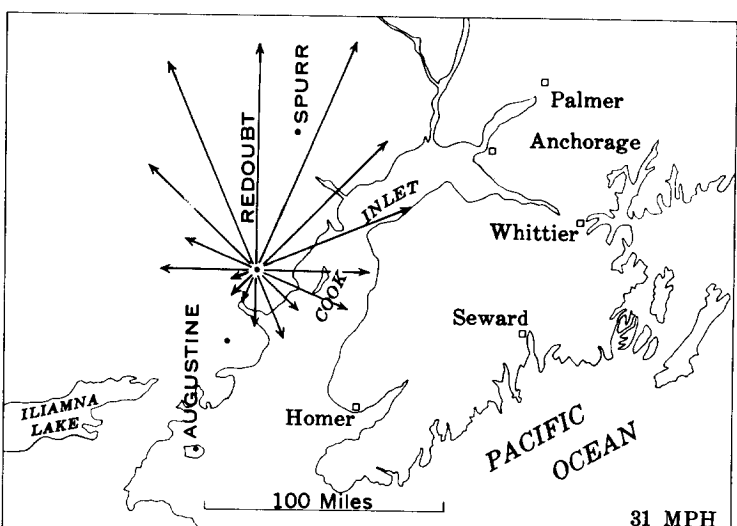 SPURR
REDOUBT
Palmer
Anchorage
INLET
Whittier
COOK
AUGUSTINE
Seward
ILIAMNA
LAKE
Homer
PACIFIC
OCEAN
100 Miles
31 MPH